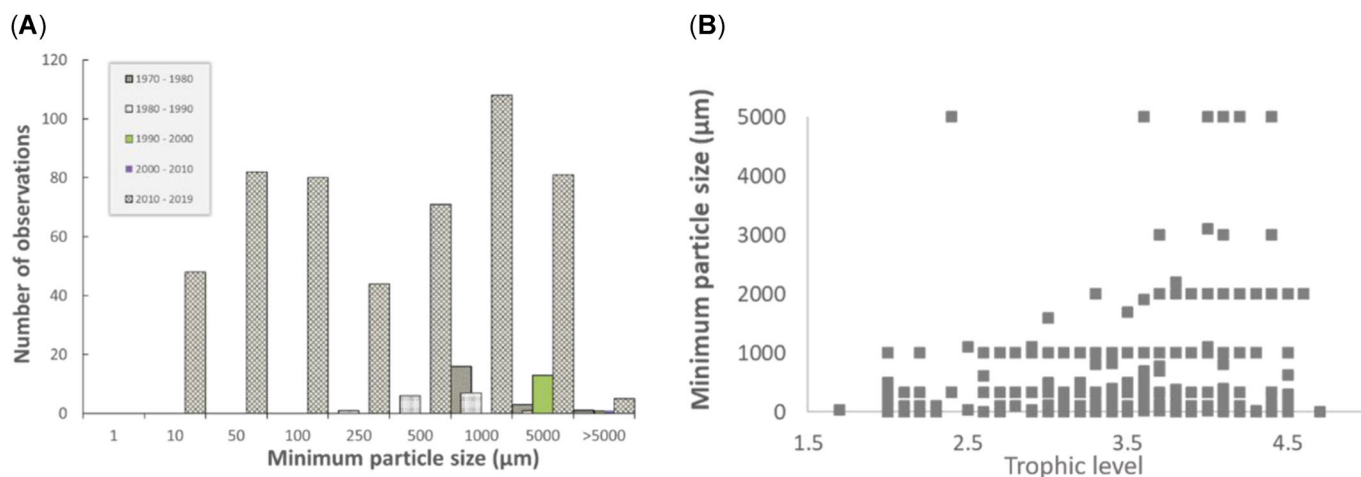 (A)
Number of observations
120
100
80
60
40
20
0
1970 - 1980
1980 - 1990
1990 - 2000
2000 - 2010
2010 - 2019
1 10 50 100 250 500 1000 5000 >5000
Minimum particle size (µm)
(B)
Minimum particle size (µm)
5000
4000
3000
2000
1000
0
1.5 2.5 3.5 4.5
Trophic level